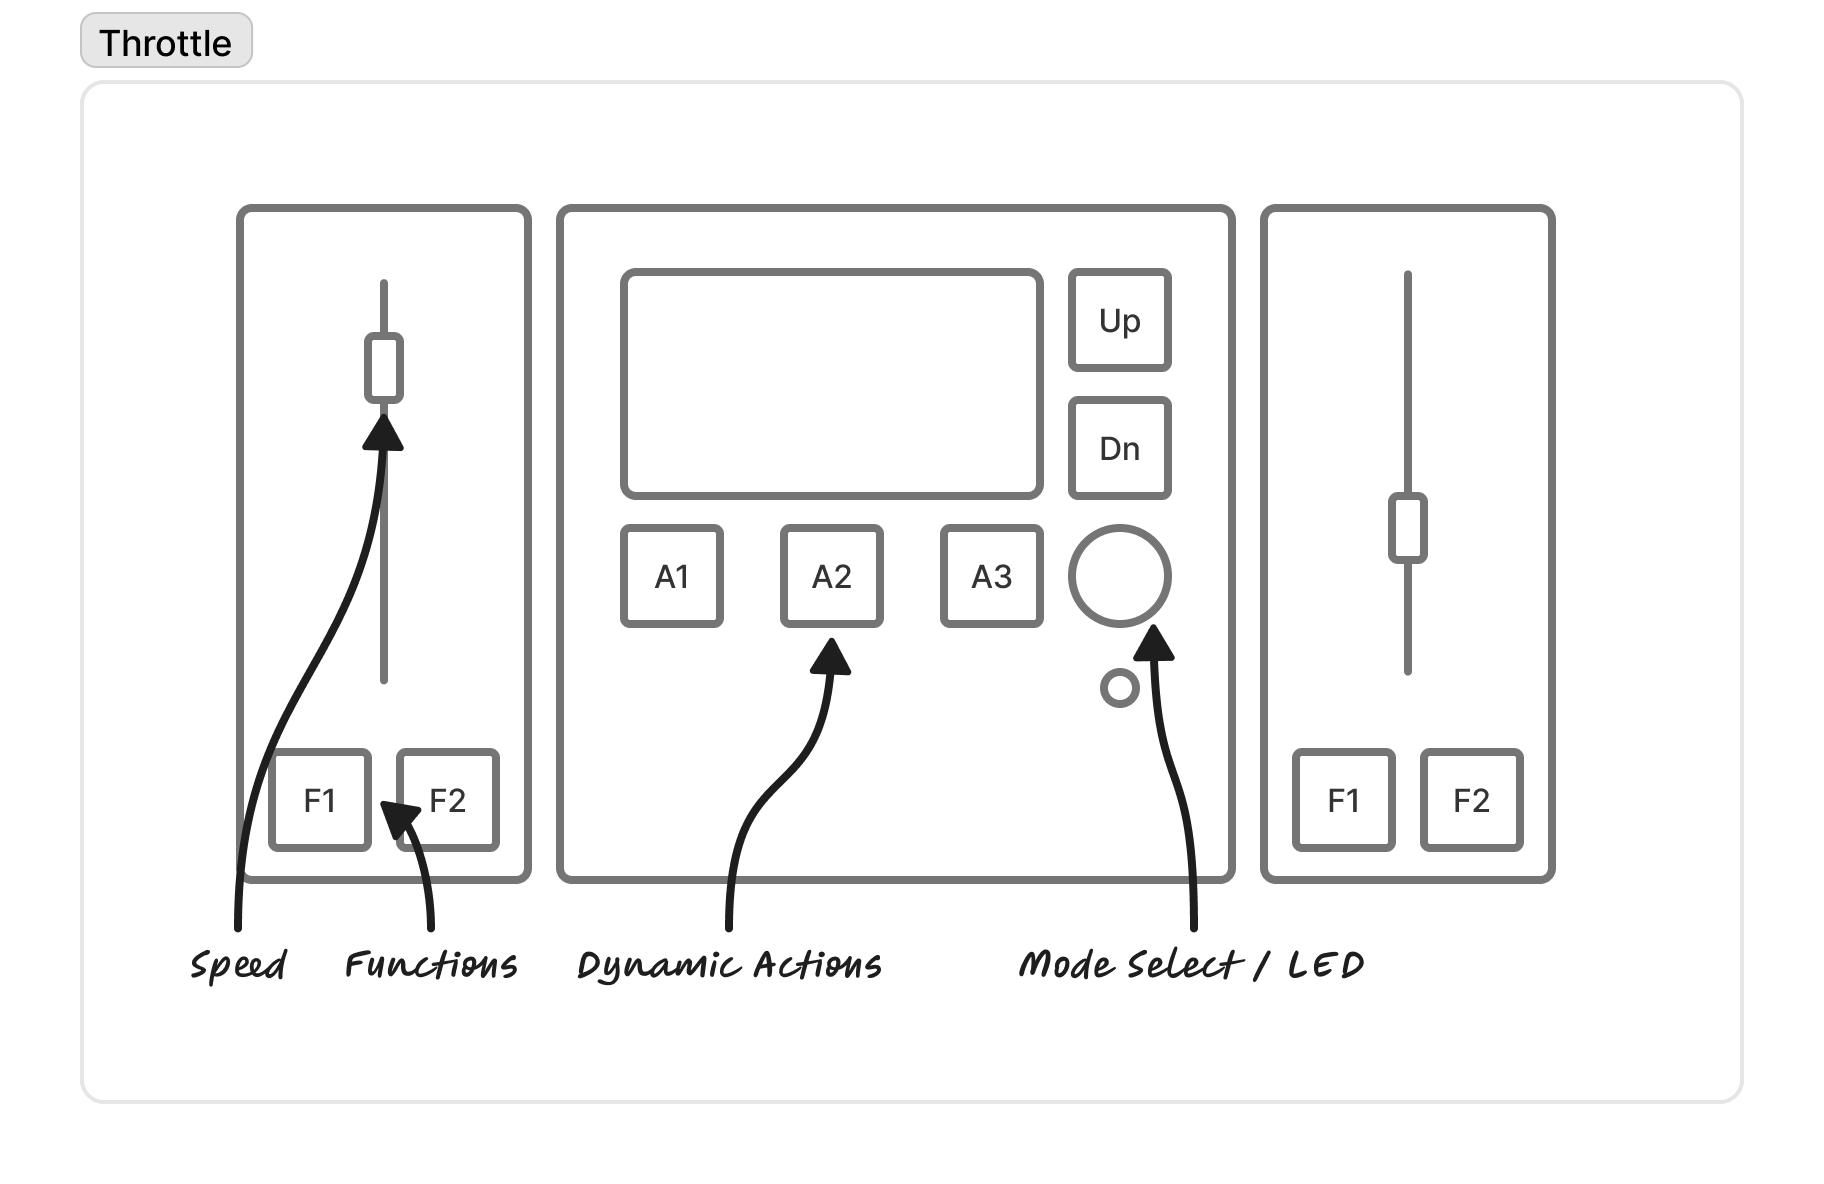 Throttle
Up
Dn
A1 A2 A3
F1 F2
F1 F2
Speed Functions Dynamic Actions Mode Select / LED